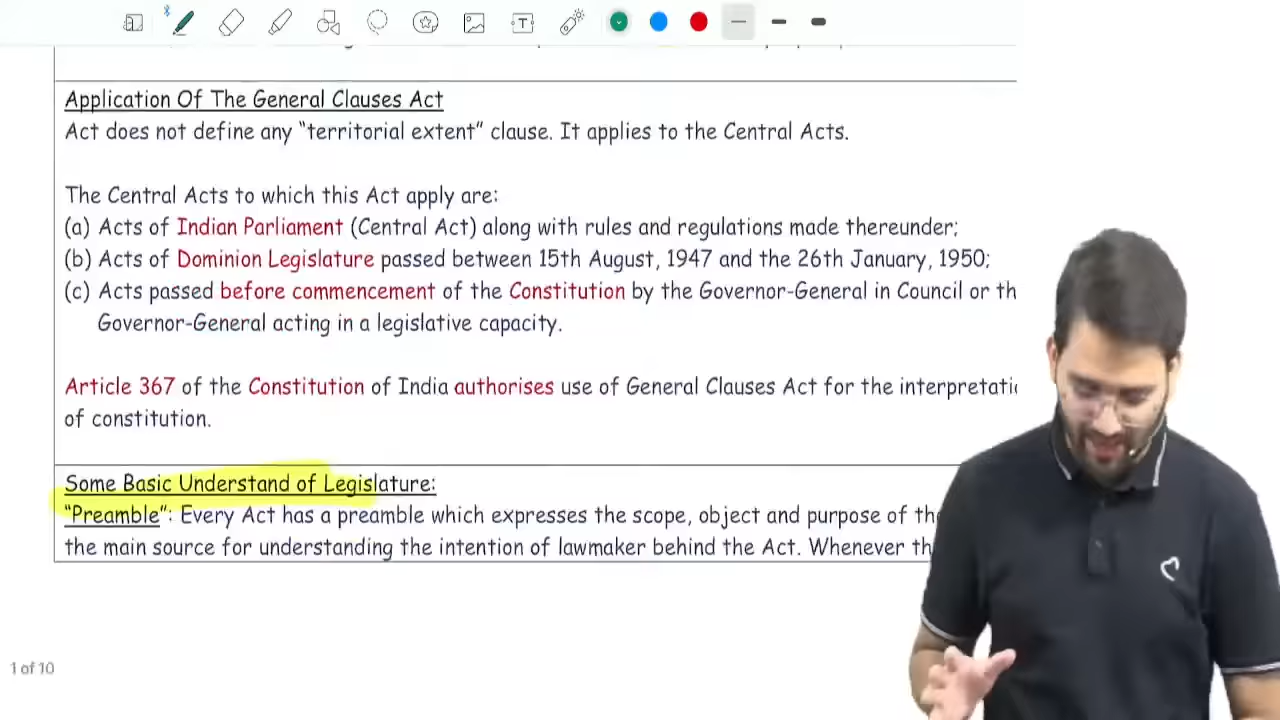 Application Of The General Clauses Act
Act does not define any “territorial extent” clause. It applies to the Central Acts.
The Central Acts to which this Act apply are:
(a) Acts of Indian Parliament (Central Act) along with rules and regulations made thereunder;
(b) Acts of Dominion Legislature passed between 15th August, 1947 and the 26th January, 1950;
(c) Acts passed before commencement of the Constitution by the Governor-General in Council or
Governor-General acting in a legislative capacity.
Article 367 of the Constitution of India authorises use of General Clauses Act for the
of constitution.
Some Basic Understand of Legislature:
“Preamble”: Every Act has a preamble which expresses the scope, object and purpose of
the main source for understanding the intention of lawmaker behind the Act. Whenever
1 of 10